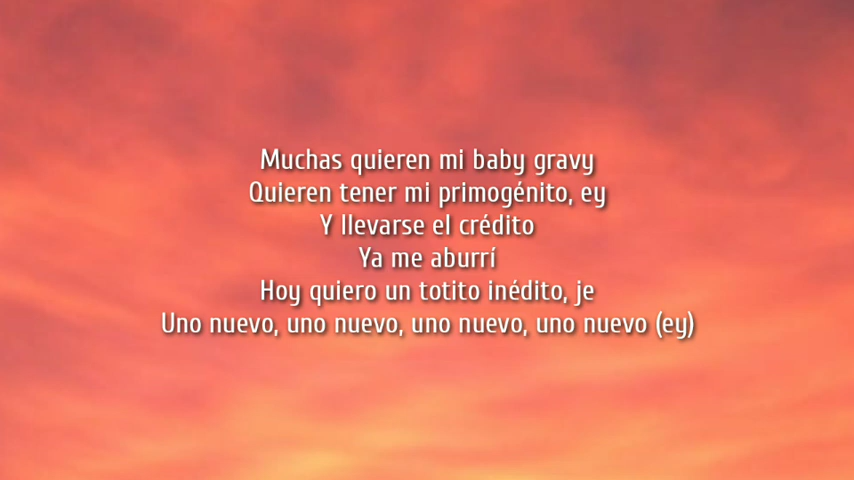 Muchas quieren mi baby gravy
Quieren tener mi primogénito, ey
Y llevarse el crédito
Ya me aburrí
Hoy quiero un totito inédito, je
Uno nuevo, uno nuevo, uno nuevo, uno nuevo (ey)